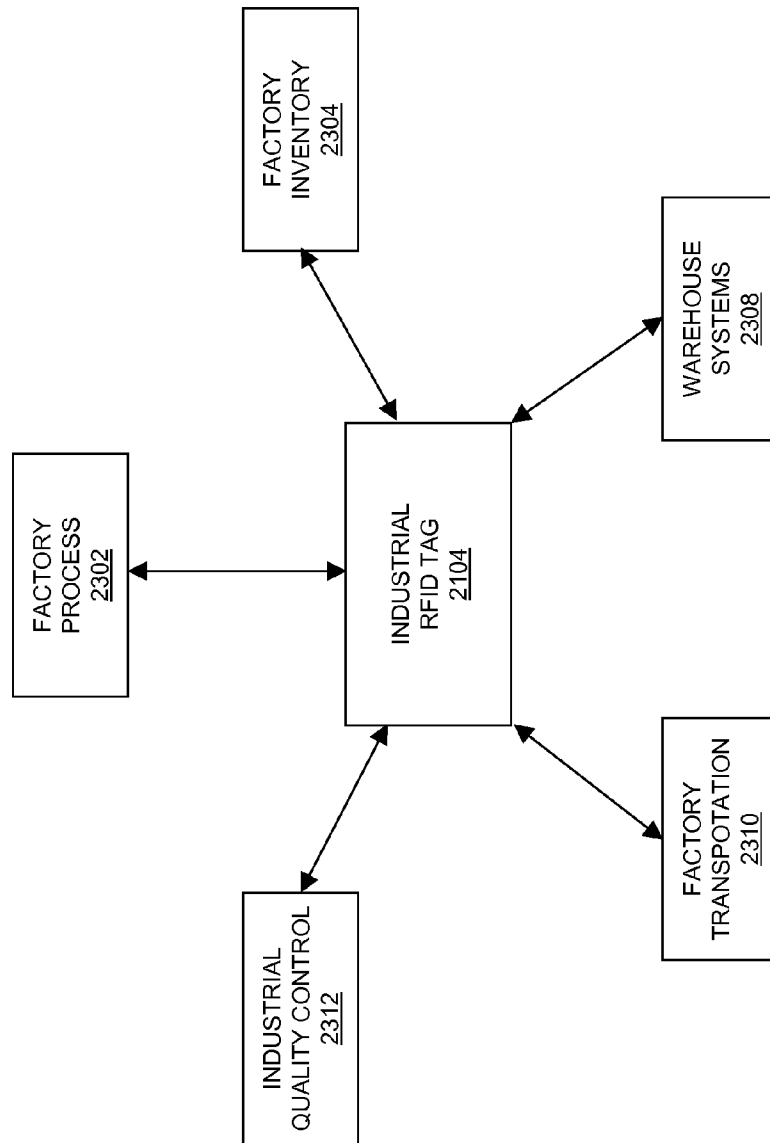 FACTORY
PROCESS
2302
FACTORY
INVENTORY
2304
INDUSTRIAL
RFID TAG
2104
WAREHOUSE
SYSTEMS
2308
FACTORY
TRANSPOTATION
2310
INDUSTRIAL
QUALITY CONTROL
2312